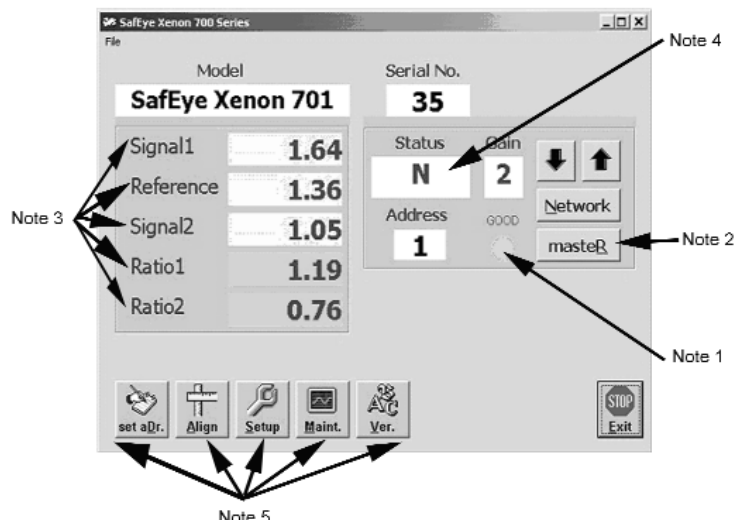 SafEye Xenon 700 Series
File
Note 4
Model
Serial No.
SafEye Xenon 701
35
Signal1
1.64
Reference
1.36
Signal2
1.05
Ratio1
1.19
Ratio2
0.76
Note 3
Status
Gain
N
2
Address
GOOD
1
Network
masteR
Note 2
Note 1
set aDr.
Align
Setup
Maint.
Ver.
STOP
Exit
Note 5